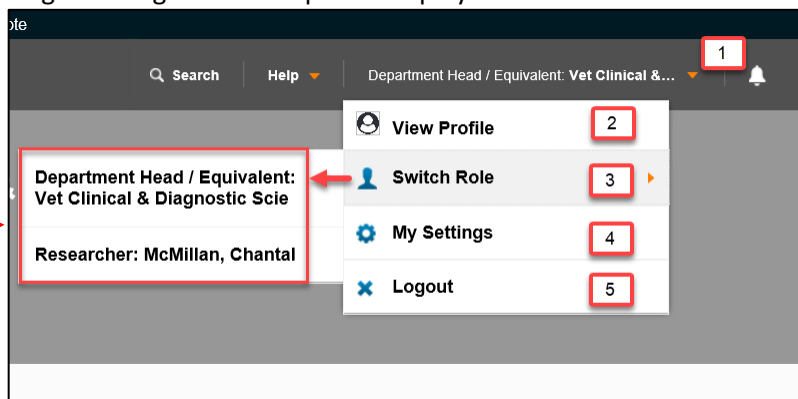 ote
1
Search Help Department Head / Equivalent: Vet Clinical &...
View Profile 2
Department Head / Equivalent:
Vet Clinical & Diagnostic Scie
Switch Role 3
Researcher: McMillan, Chantal
My Settings 4
Logout 5